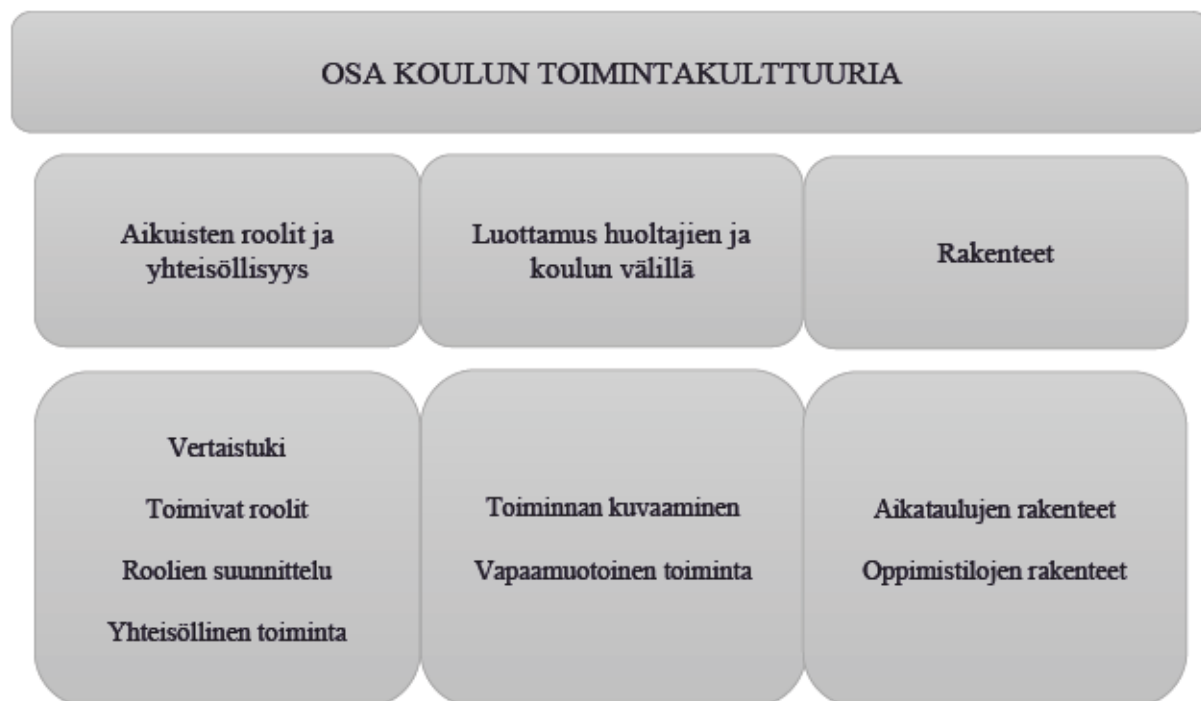 OSA KOULUN TOIMINTAKULTTUURIA
Aikuisten roolit ja
yhteisöllisyys
Luottamus huoltajien ja
koulun välillä
Rakenteet
Vertaistuki
Toimivat roolit
Roolien suunnittelu
Yhteisöllinen toiminta
Toiminnan kuvaaminen
Vapaamuotoinen toiminta
Aikataulujen rakenteet
Oppimistilojen rakenteet